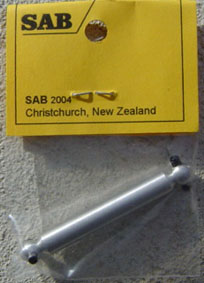 SAB
SAB 2004
Christchurch, New Zealand